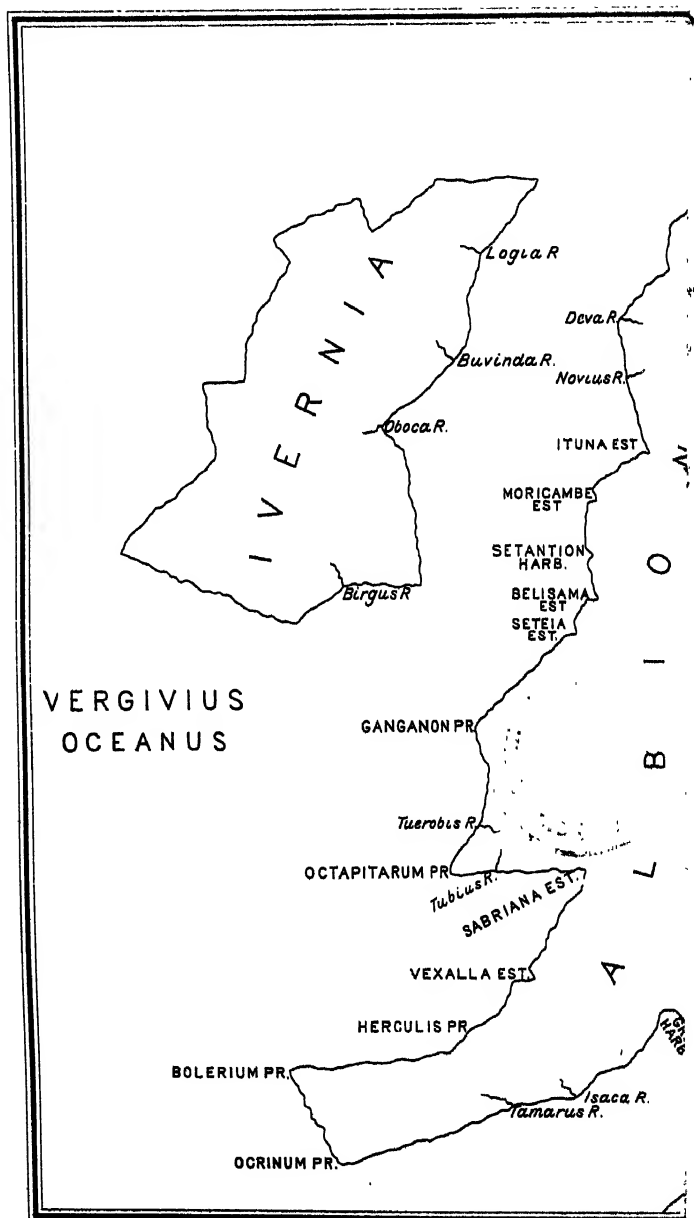 Logia R
IVERNIA
Deva R.
Buvinda R.
Novius R.
Oboca R.
ITUNA EST
MORICAMBE
EST
SETANTION
HARB.
Birgus R
BELISAMA
EST
SETEIA
EST.
ALBION
VERGIVIUS
OCEANUS
GANGANON PR.
Tuerobis R.
OCTAPITARUM PR.
Tubius R.
SABRIANA EST.
VEXALLA EST.
HERCULIS PR.
HARB
BOLERIUM PR.
Isaca R.
Tamarus R.
OCRINUM PR.